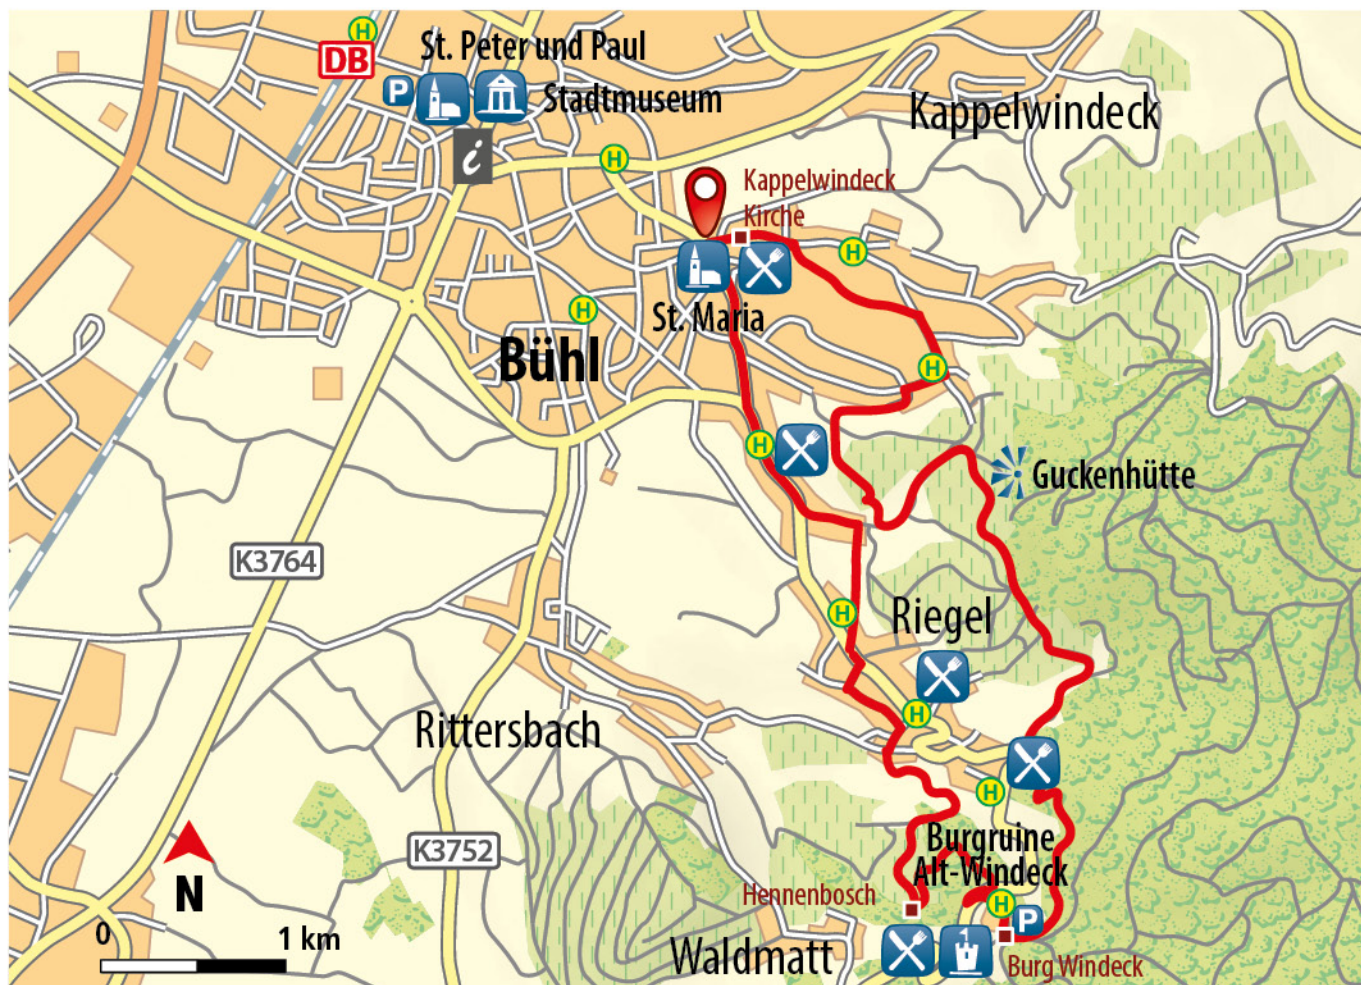 H
DB
St. Peter und Paul
P
Stadtmuseum
Kappelwindeck
i
H
Kappelwindeck
Kirche
H
St. Maria
H
Bühl
H
H
Guckenhütte
K3764
H
Riegel
Rittersbach
H
H
K3752
Burgruine
Alt-Windeck
N
Hennenbosch
H
P
0
1 km
Waldmatt
Burg Windeck